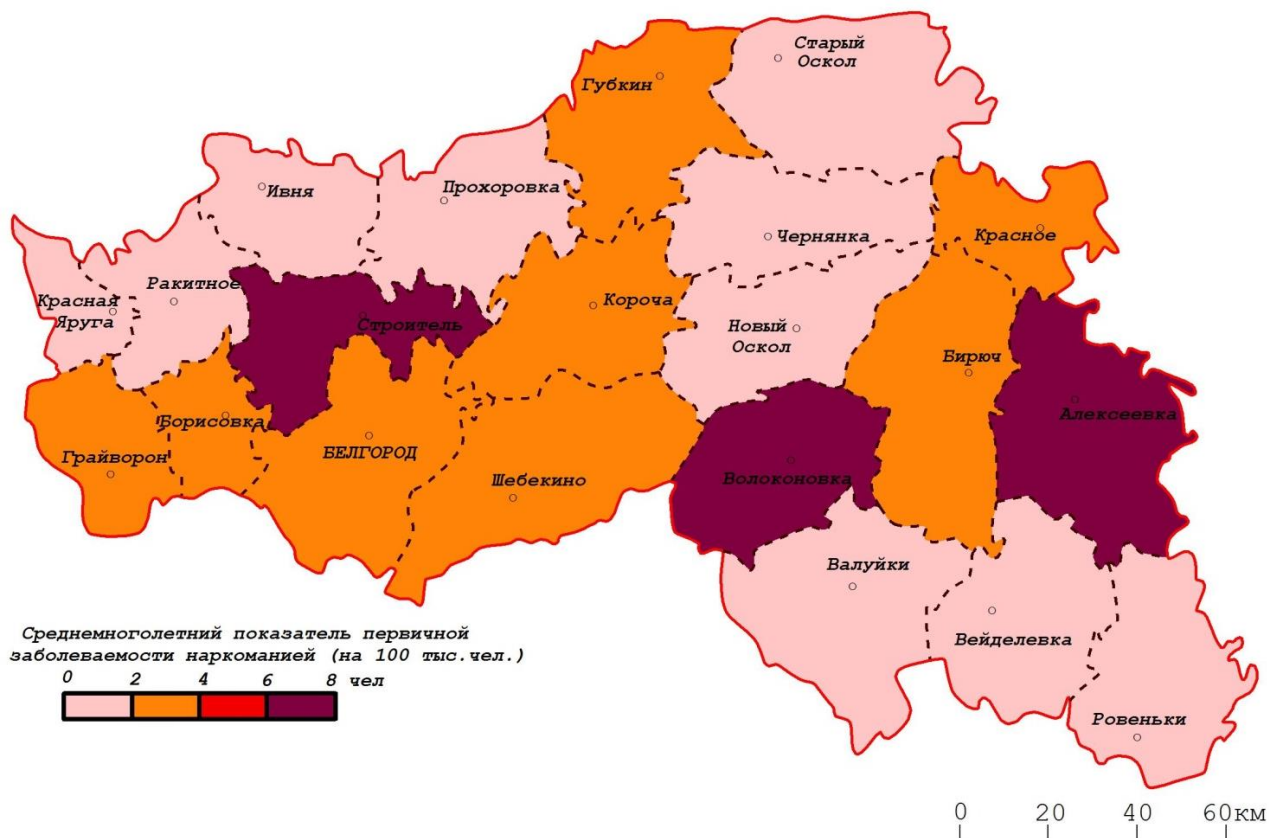 Старый
Оскол
Губкин
Ивня
Прохоровка
Чернянка
Красное
Ракитное
Красная
Яруга
Короча
Строитель
Новый
Оскол
Бирюч
Алексеевка
Борисовка
Грайворон
БЕЛГОРОД
Шебекино
Волоконовка
Валуйки
Вейделевка
Ровеньки
Среднемноголетний показатель первичной
заболеваемости наркоманией (на 100 тыс.чел.)
0 2 4 6 8 чел
0 20 40 60км